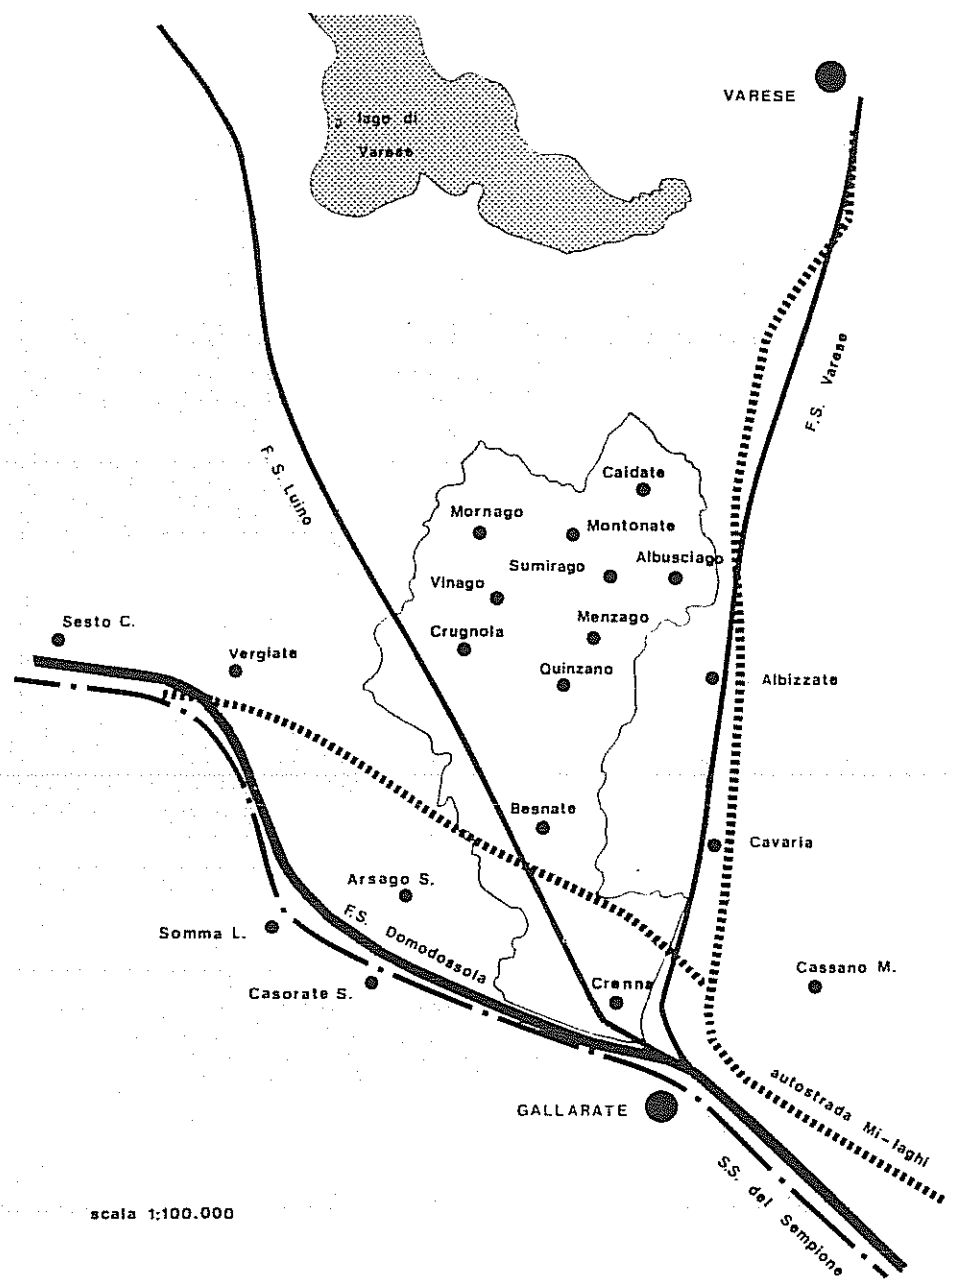 VARESE
lago di
Varese
F.S. Varese
F.S. Luino
Caidate
Mornago
Montonate
Albusciago
Sumirago
Vinago
Menzago
Sesto C.
Crugnola
Vergiate
Quinzano
Albizzate
Besnate
Cavaria
Arsago S.
F.S. Domodossola
Somma L.
Cassano M.
Crenna
Casorate S.
autostrada Mi-laghi
GALLARATE
S.S. del Sempione
scala 1:100.000